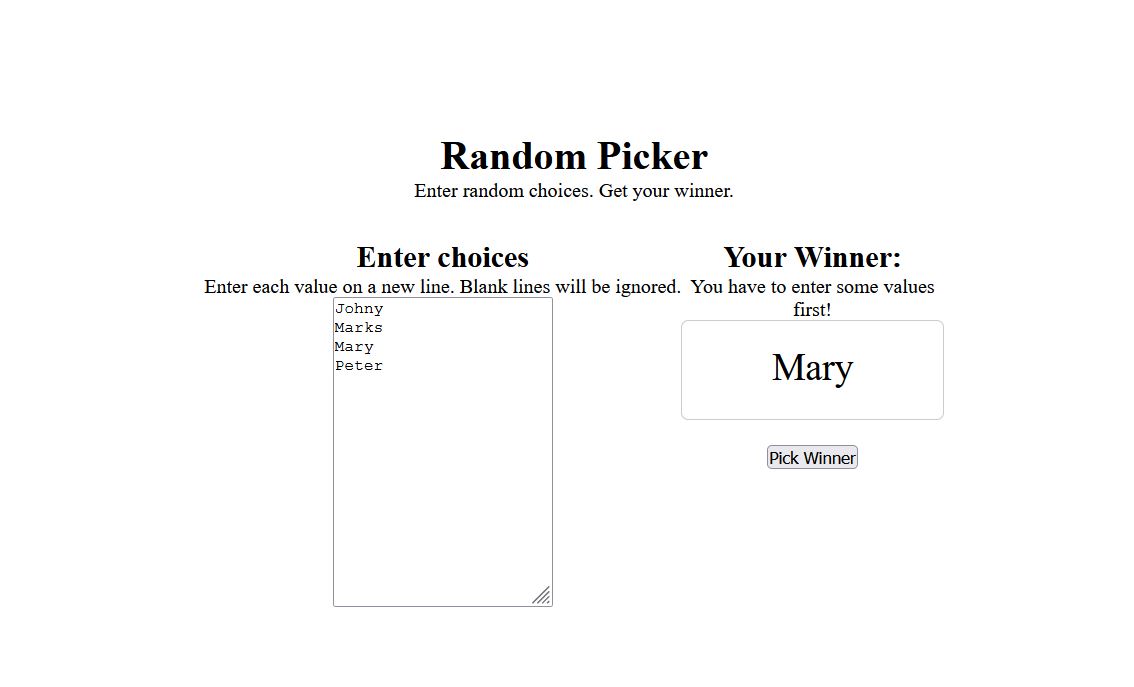 Random Picker
Enter random choices. Get your winner.
Enter choices
Enter each value on a new line. Blank lines will be ignored.
Johny
Marks
Mary
Peter
Your Winner:
You have to enter some values
first!
Mary
Pick Winner